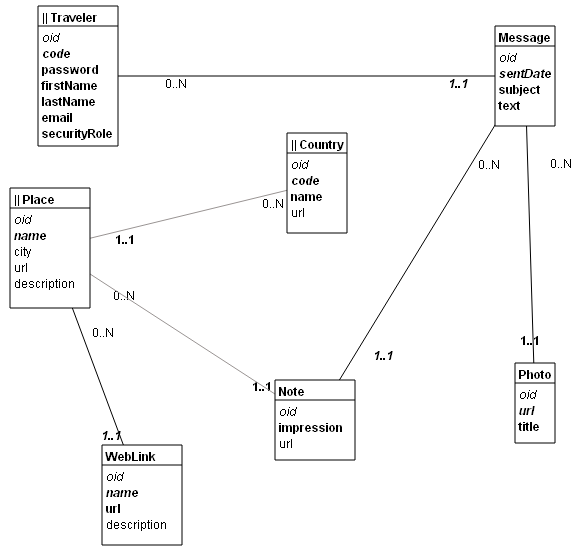 || Traveler
oid
code
password
firstName
lastName
email
securityRole
0..N
1..1
Message
oid
sentDate
subject
text
|| Country
oid
code
name
url
0..N
1..1
|| Place
oid
name
city
url
description
0..N
0..N
0..N
0..N
1..1
1..1
1..1
1..1
Note
oid
impression
url
Photo
oid
url
title
WebLink
oid
name
url
description